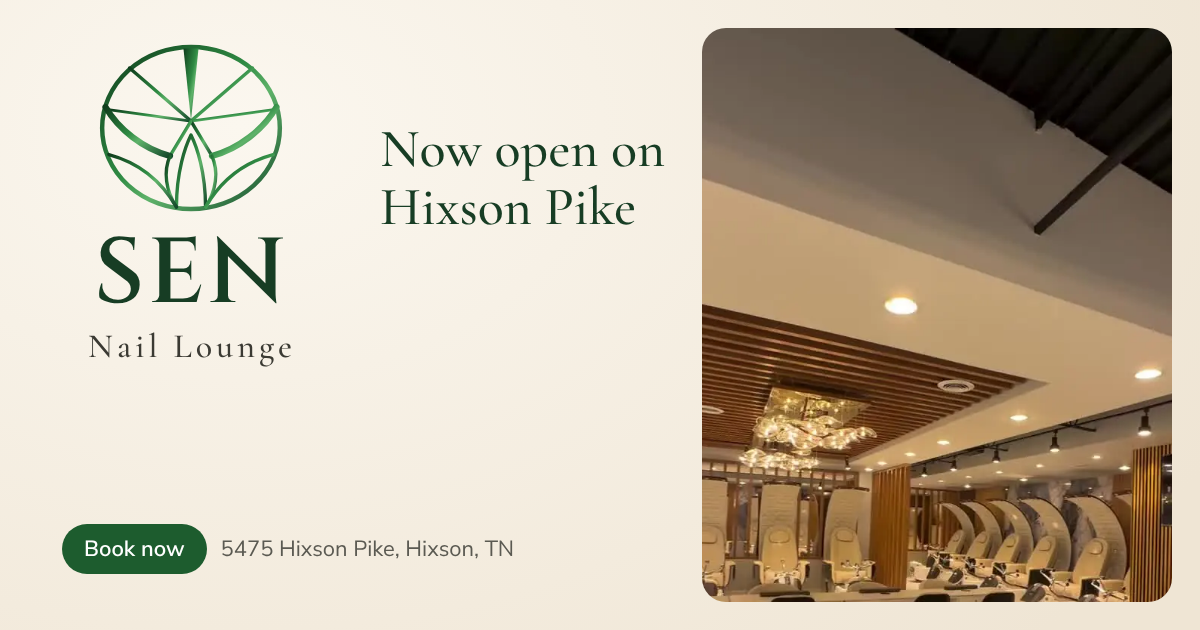 SEN
Nail Lounge
Now open on
Hixson Pike
Book now
5475 Hixson Pike, Hixson, TN